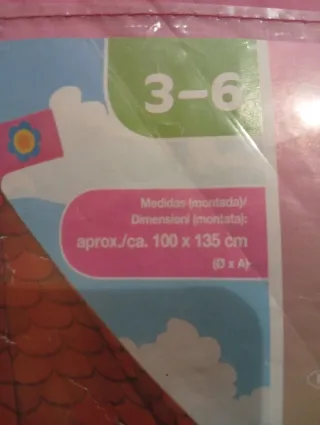 3-6
Medidas (montada)/
Dimensioni (montata):
aprox./ca. 100 x 135 cm
(Ø x A)